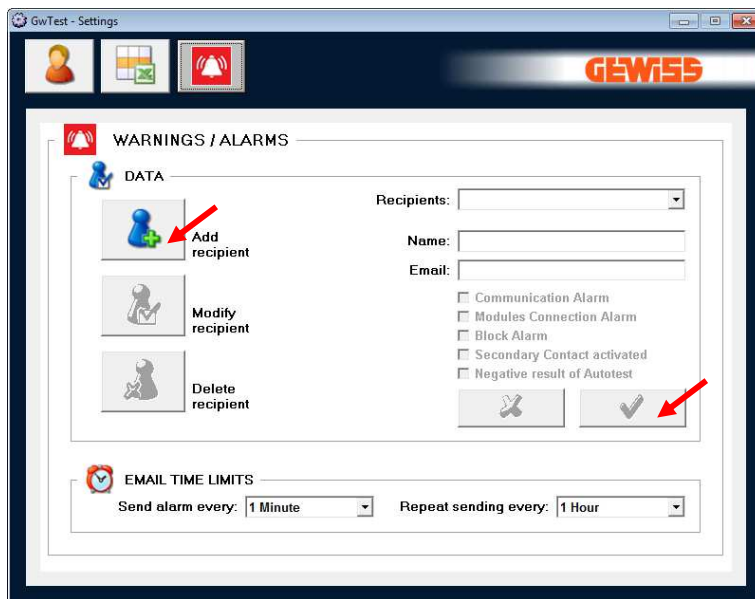 GwTest - Settings
GEWISS
WARNINGS / ALARMS
DATA
Recipients:
Add
recipient
Name:
Email:
Modify
recipient
Communication Alarm
Modules Connection Alarm
Block Alarm
Secondary Contact activated
Negative result of Autotest
Delete
recipient
EMAIL TIME LIMITS
Send alarm every: 1 Minute Repeat sending every: 1 Hour